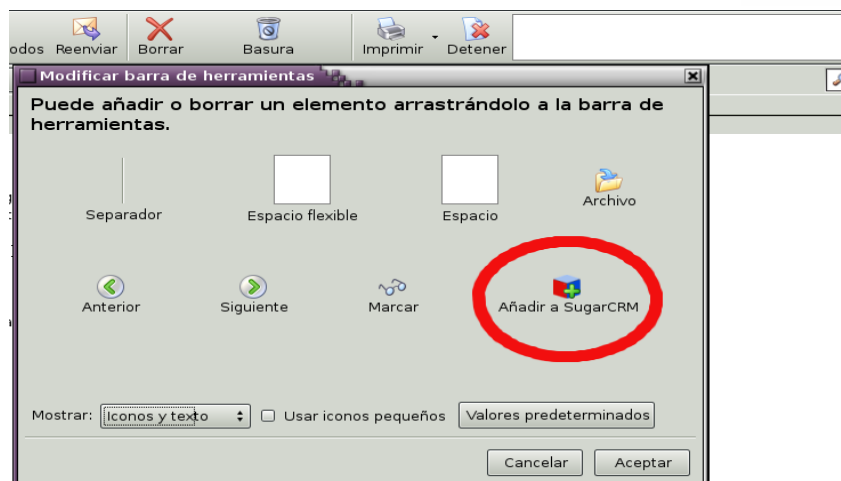 odos Reenviar Borrar Basura Imprimir Detener
Modificar barra de herramientas
Puede añadir o borrar un elemento arrastrándolo a la barra de
herramientas.
Separador Espacio flexible Espacio Archivo
Anterior Siguiente Marcar Añadir a SugarCRM
Mostrar: Iconos y texto Usar iconos pequeños Valores predeterminados
Cancelar Aceptar